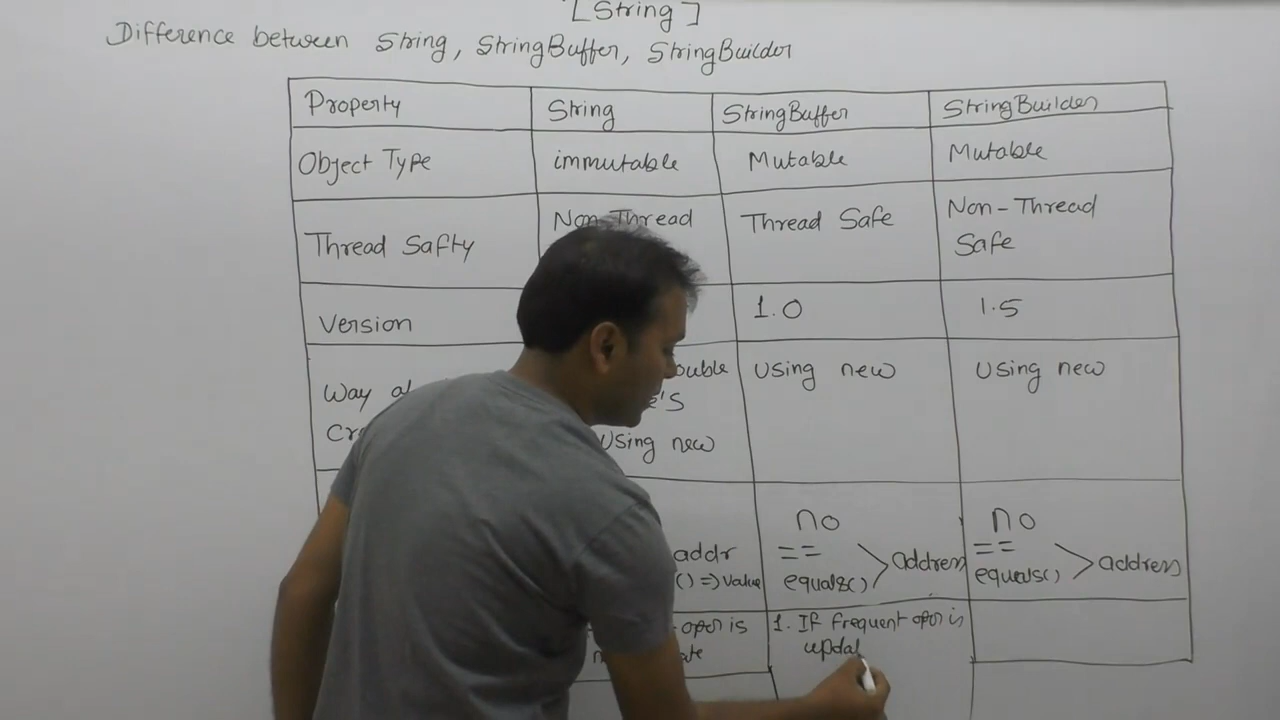 [String]
Difference between String, StringBuffer, StringBuilder
Property String StringBuffer StringBuilder
Object Type immutable Mutable Mutable
Thread Safty Non-Thread Thread Safe Non-Thread
Safe
Version 1.0 1.5
Way Using new Using new
Using new
no no
addr == > address == > address
() => Value equals() equals()
oper is 1. If frequent oper is